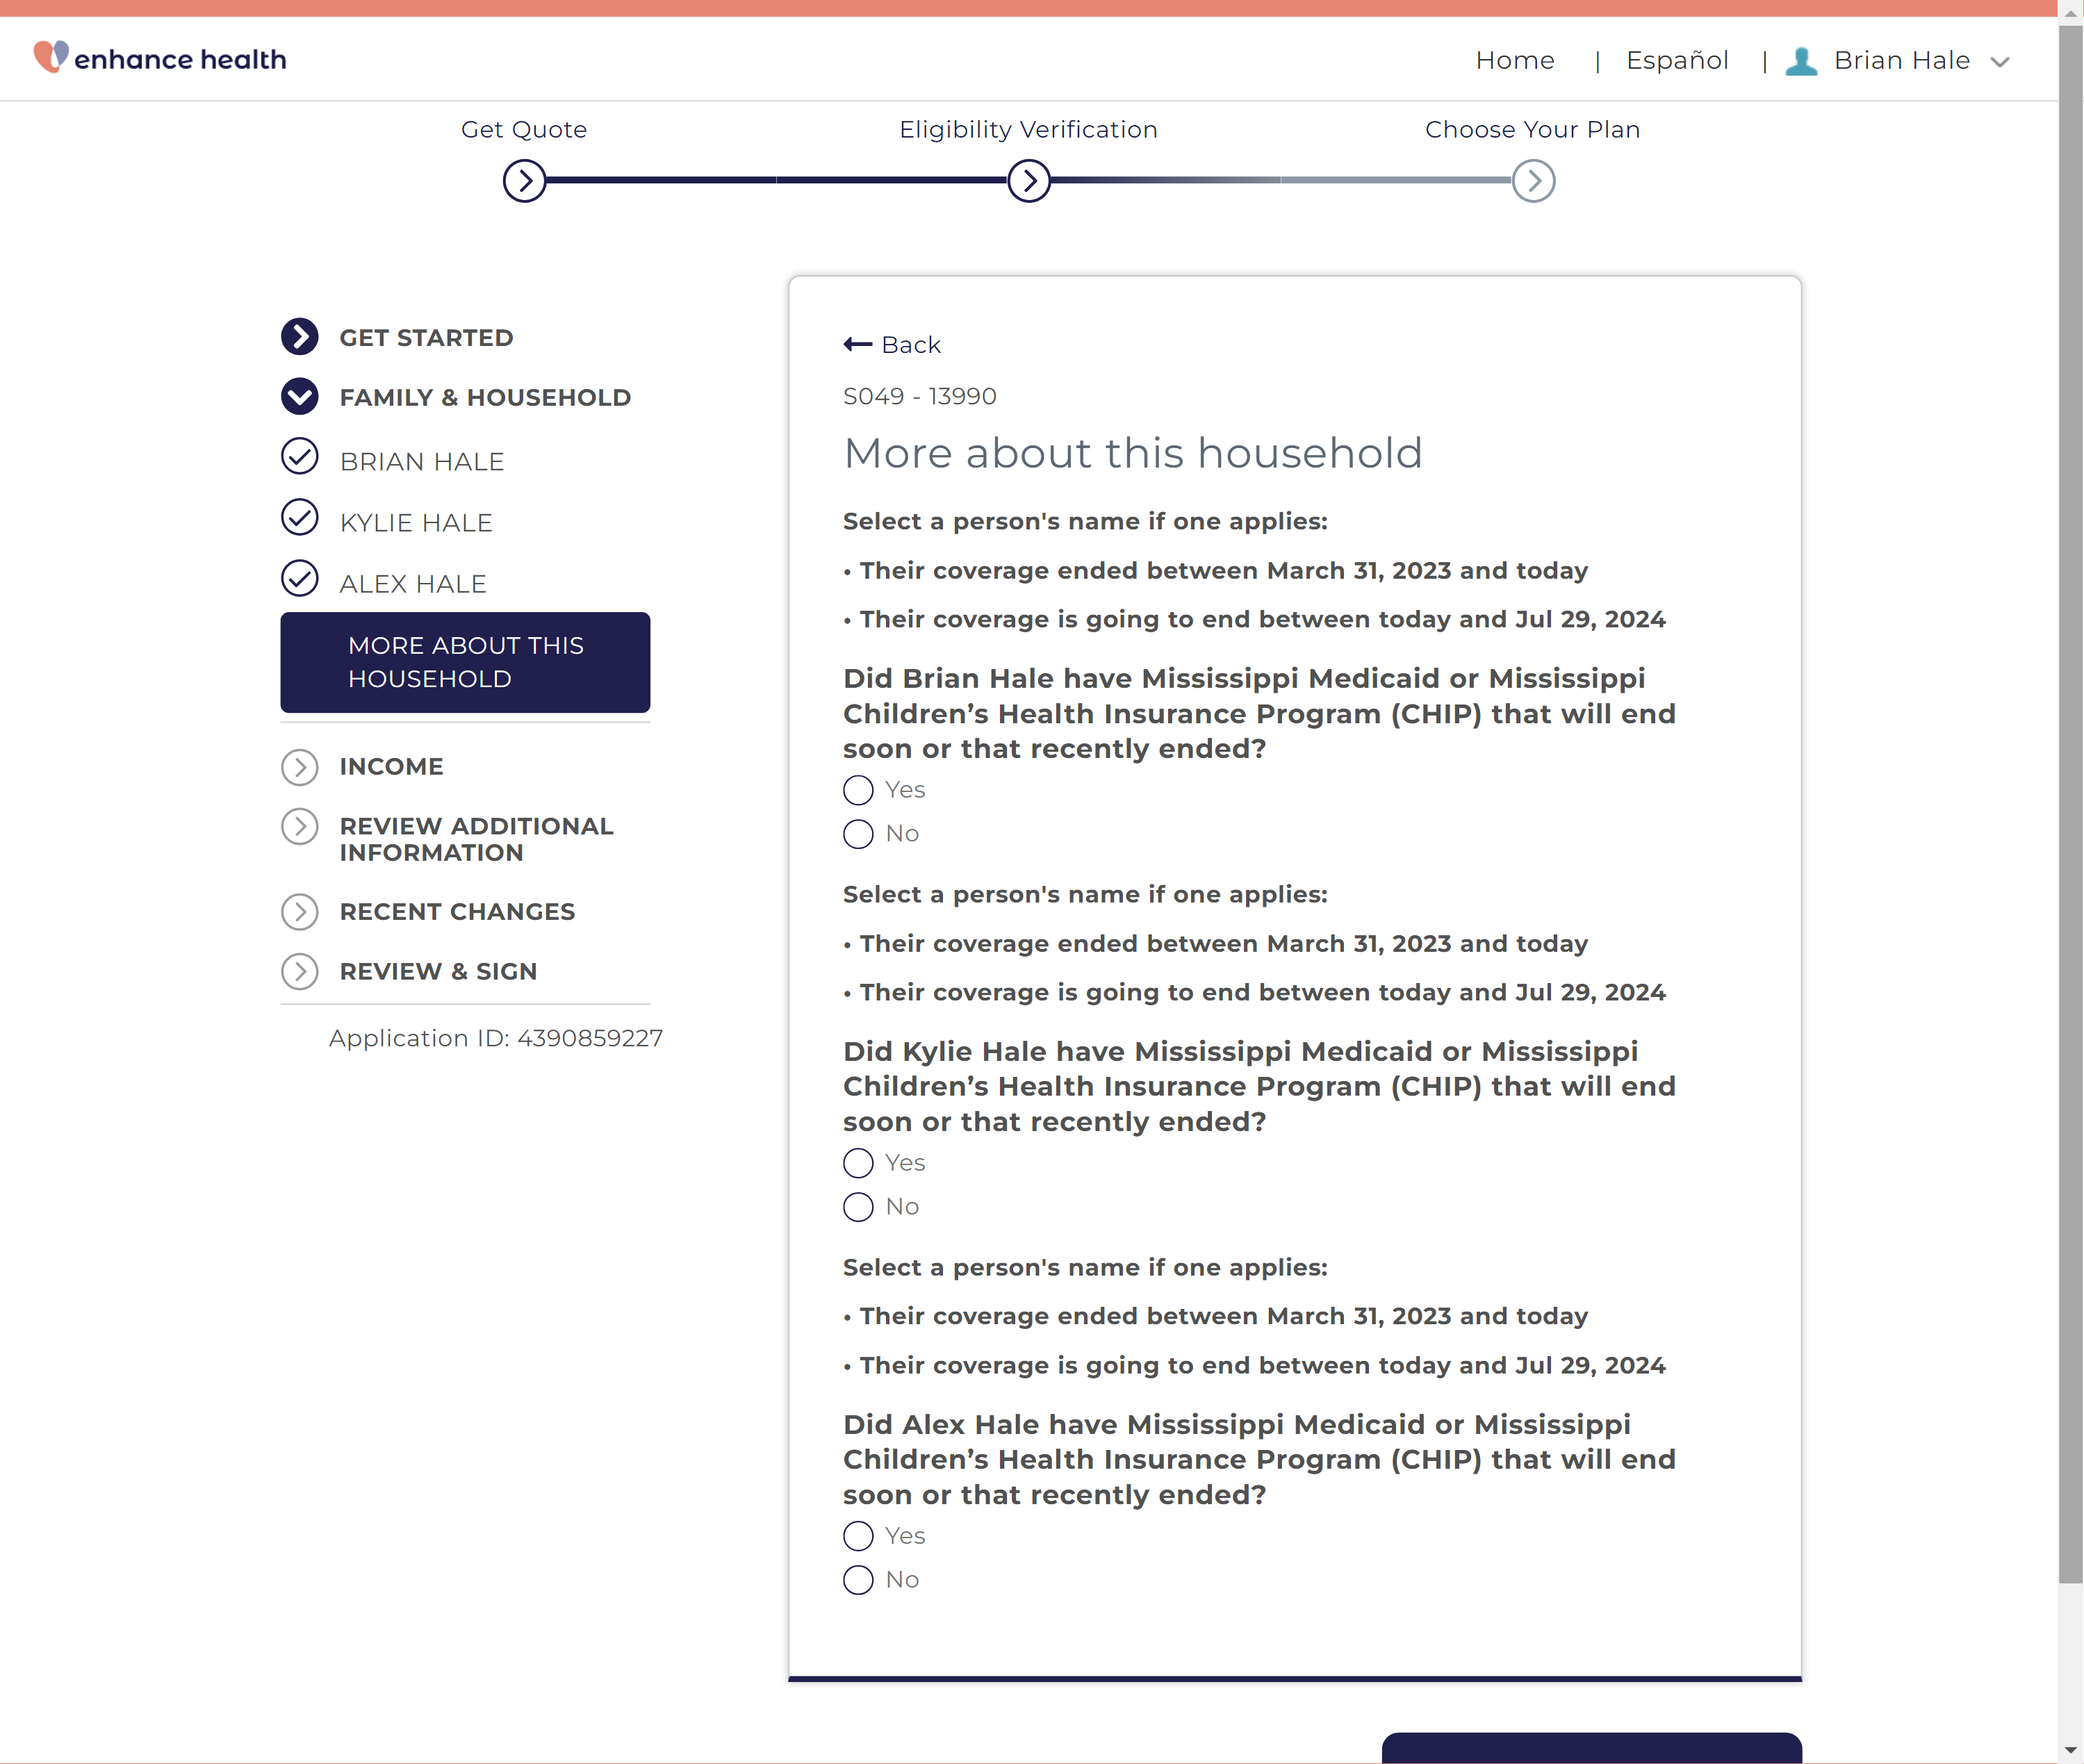 enhance health
Home | Español | Brian Hale
Get Quote
Eligibility Verification
Choose Your Plan
GET STARTED
FAMILY & HOUSEHOLD
BRIAN HALE
KYLIE HALE
ALEX HALE
MORE ABOUT THIS
HOUSEHOLD
INCOME
REVIEW ADDITIONAL
INFORMATION
RECENT CHANGES
REVIEW & SIGN
Application ID: 4390859227
Back
S049 - 13990
More about this household
Select a person's name if one applies:
• Their coverage ended between March 31, 2023 and today
• Their coverage is going to end between today and Jul 29, 2024
Did Brian Hale have Mississippi Medicaid or Mississippi
Children’s Health Insurance Program (CHIP) that will end
soon or that recently ended?
Yes
No
Select a person's name if one applies:
• Their coverage ended between March 31, 2023 and today
• Their coverage is going to end between today and Jul 29, 2024
Did Kylie Hale have Mississippi Medicaid or Mississippi
Children’s Health Insurance Program (CHIP) that will end
soon or that recently ended?
Yes
No
Select a person's name if one applies:
• Their coverage ended between March 31, 2023 and today
• Their coverage is going to end between today and Jul 29, 2024
Did Alex Hale have Mississippi Medicaid or Mississippi
Children’s Health Insurance Program (CHIP) that will end
soon or that recently ended?
Yes
No